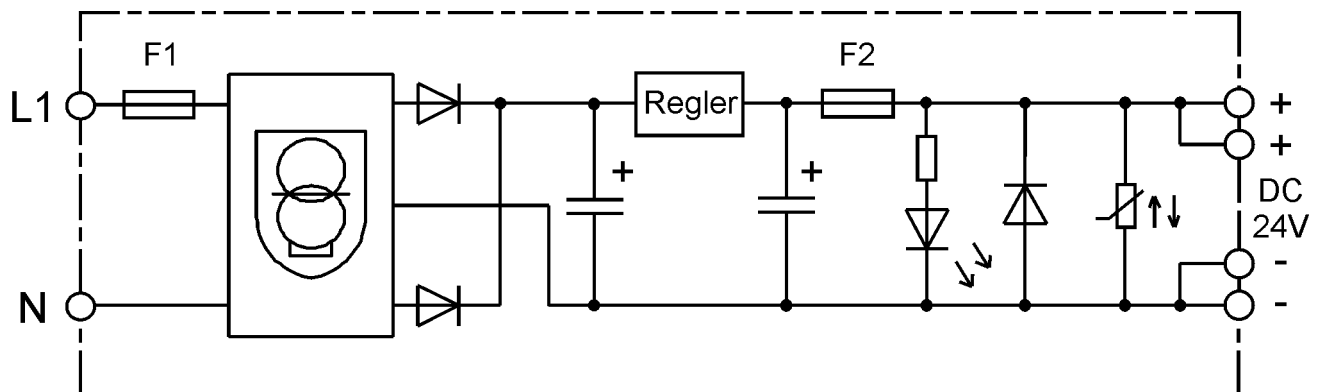 F1
F2
L1
Regler
+
+
+
+
DC
24V
-
N
-